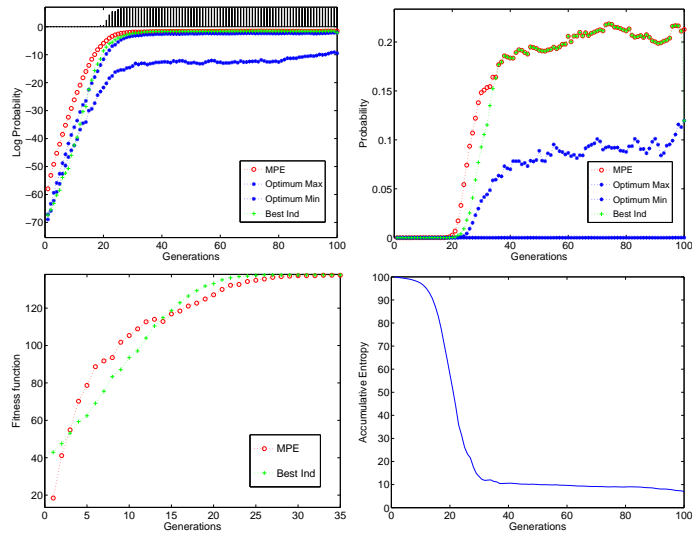 0
-10
-20
-30
-40
-50
-60
-70
Log Probability
0 20 40 60 80 100
Generations
MPE
Optimum Max
Optimum Min
Best Ind
0.2
0.15
0.1
0.05
0
Probability
0 20 40 60 80 100
Generations
MPE
Optimum Max
Optimum Min
Best Ind
120
100
80
60
40
20
Fitness function
0 5 10 15 20 25 30 35
Generations
MPE
Best Ind
100
90
80
70
60
50
40
30
20
10
0
Accumulative Entropy
0 20 40 60 80 100
Generations